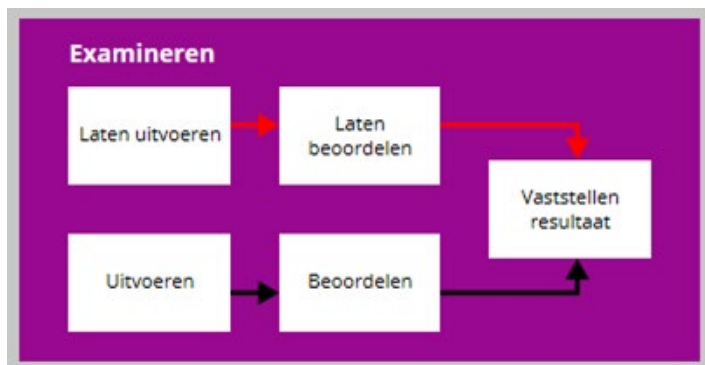 Examineren
Laten uitvoeren
Laten
beoordelen
Vaststellen
resultaat
Uitvoeren
Beoordelen